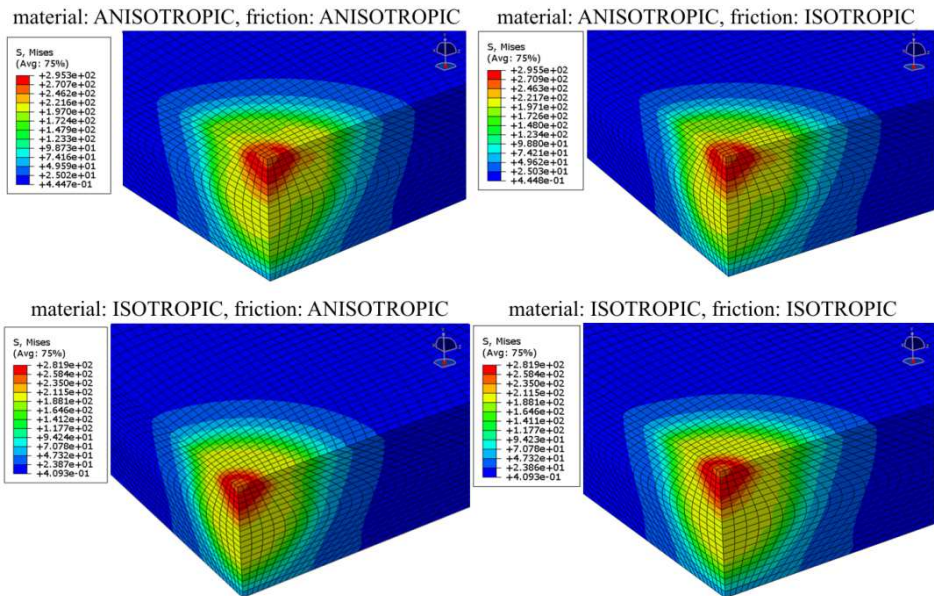 material: ANISOTROPIC, friction: ANISOTROPIC
S, Mises
(Avg: 75%)
+2.953e+02
+2.707e+02
+2.462e+02
+2.216e+02
+1.970e+02
+1.724e+02
+1.479e+02
+1.233e+02
+9.873e+01
+7.416e+01
+4.959e+01
+2.502e+01
+4.447e-01
material: ANISOTROPIC, friction: ISOTROPIC
S, Mises
(Avg: 75%)
+2.955e+02
+2.709e+02
+2.463e+02
+2.217e+02
+1.971e+02
+1.726e+02
+1.480e+02
+1.234e+02
+9.880e+01
+7.421e+01
+4.962e+01
+2.503e+01
+4.448e-01
material: ISOTROPIC, friction: ANISOTROPIC
S, Mises
(Avg: 75%)
+2.819e+02
+2.584e+02
+2.350e+02
+2.115e+02
+1.881e+02
+1.646e+02
+1.412e+02
+1.177e+02
+9.424e+01
+7.078e+01
+4.732e+01
+2.387e+01
+4.093e-01
material: ISOTROPIC, friction: ISOTROPIC
S, Mises
(Avg: 75%)
+2.819e+02
+2.584e+02
+2.350e+02
+2.115e+02
+1.881e+02
+1.646e+02
+1.411e+02
+1.177e+02
+9.423e+01
+7.078e+01
+4.732e+01
+2.386e+01
+4.093e-01